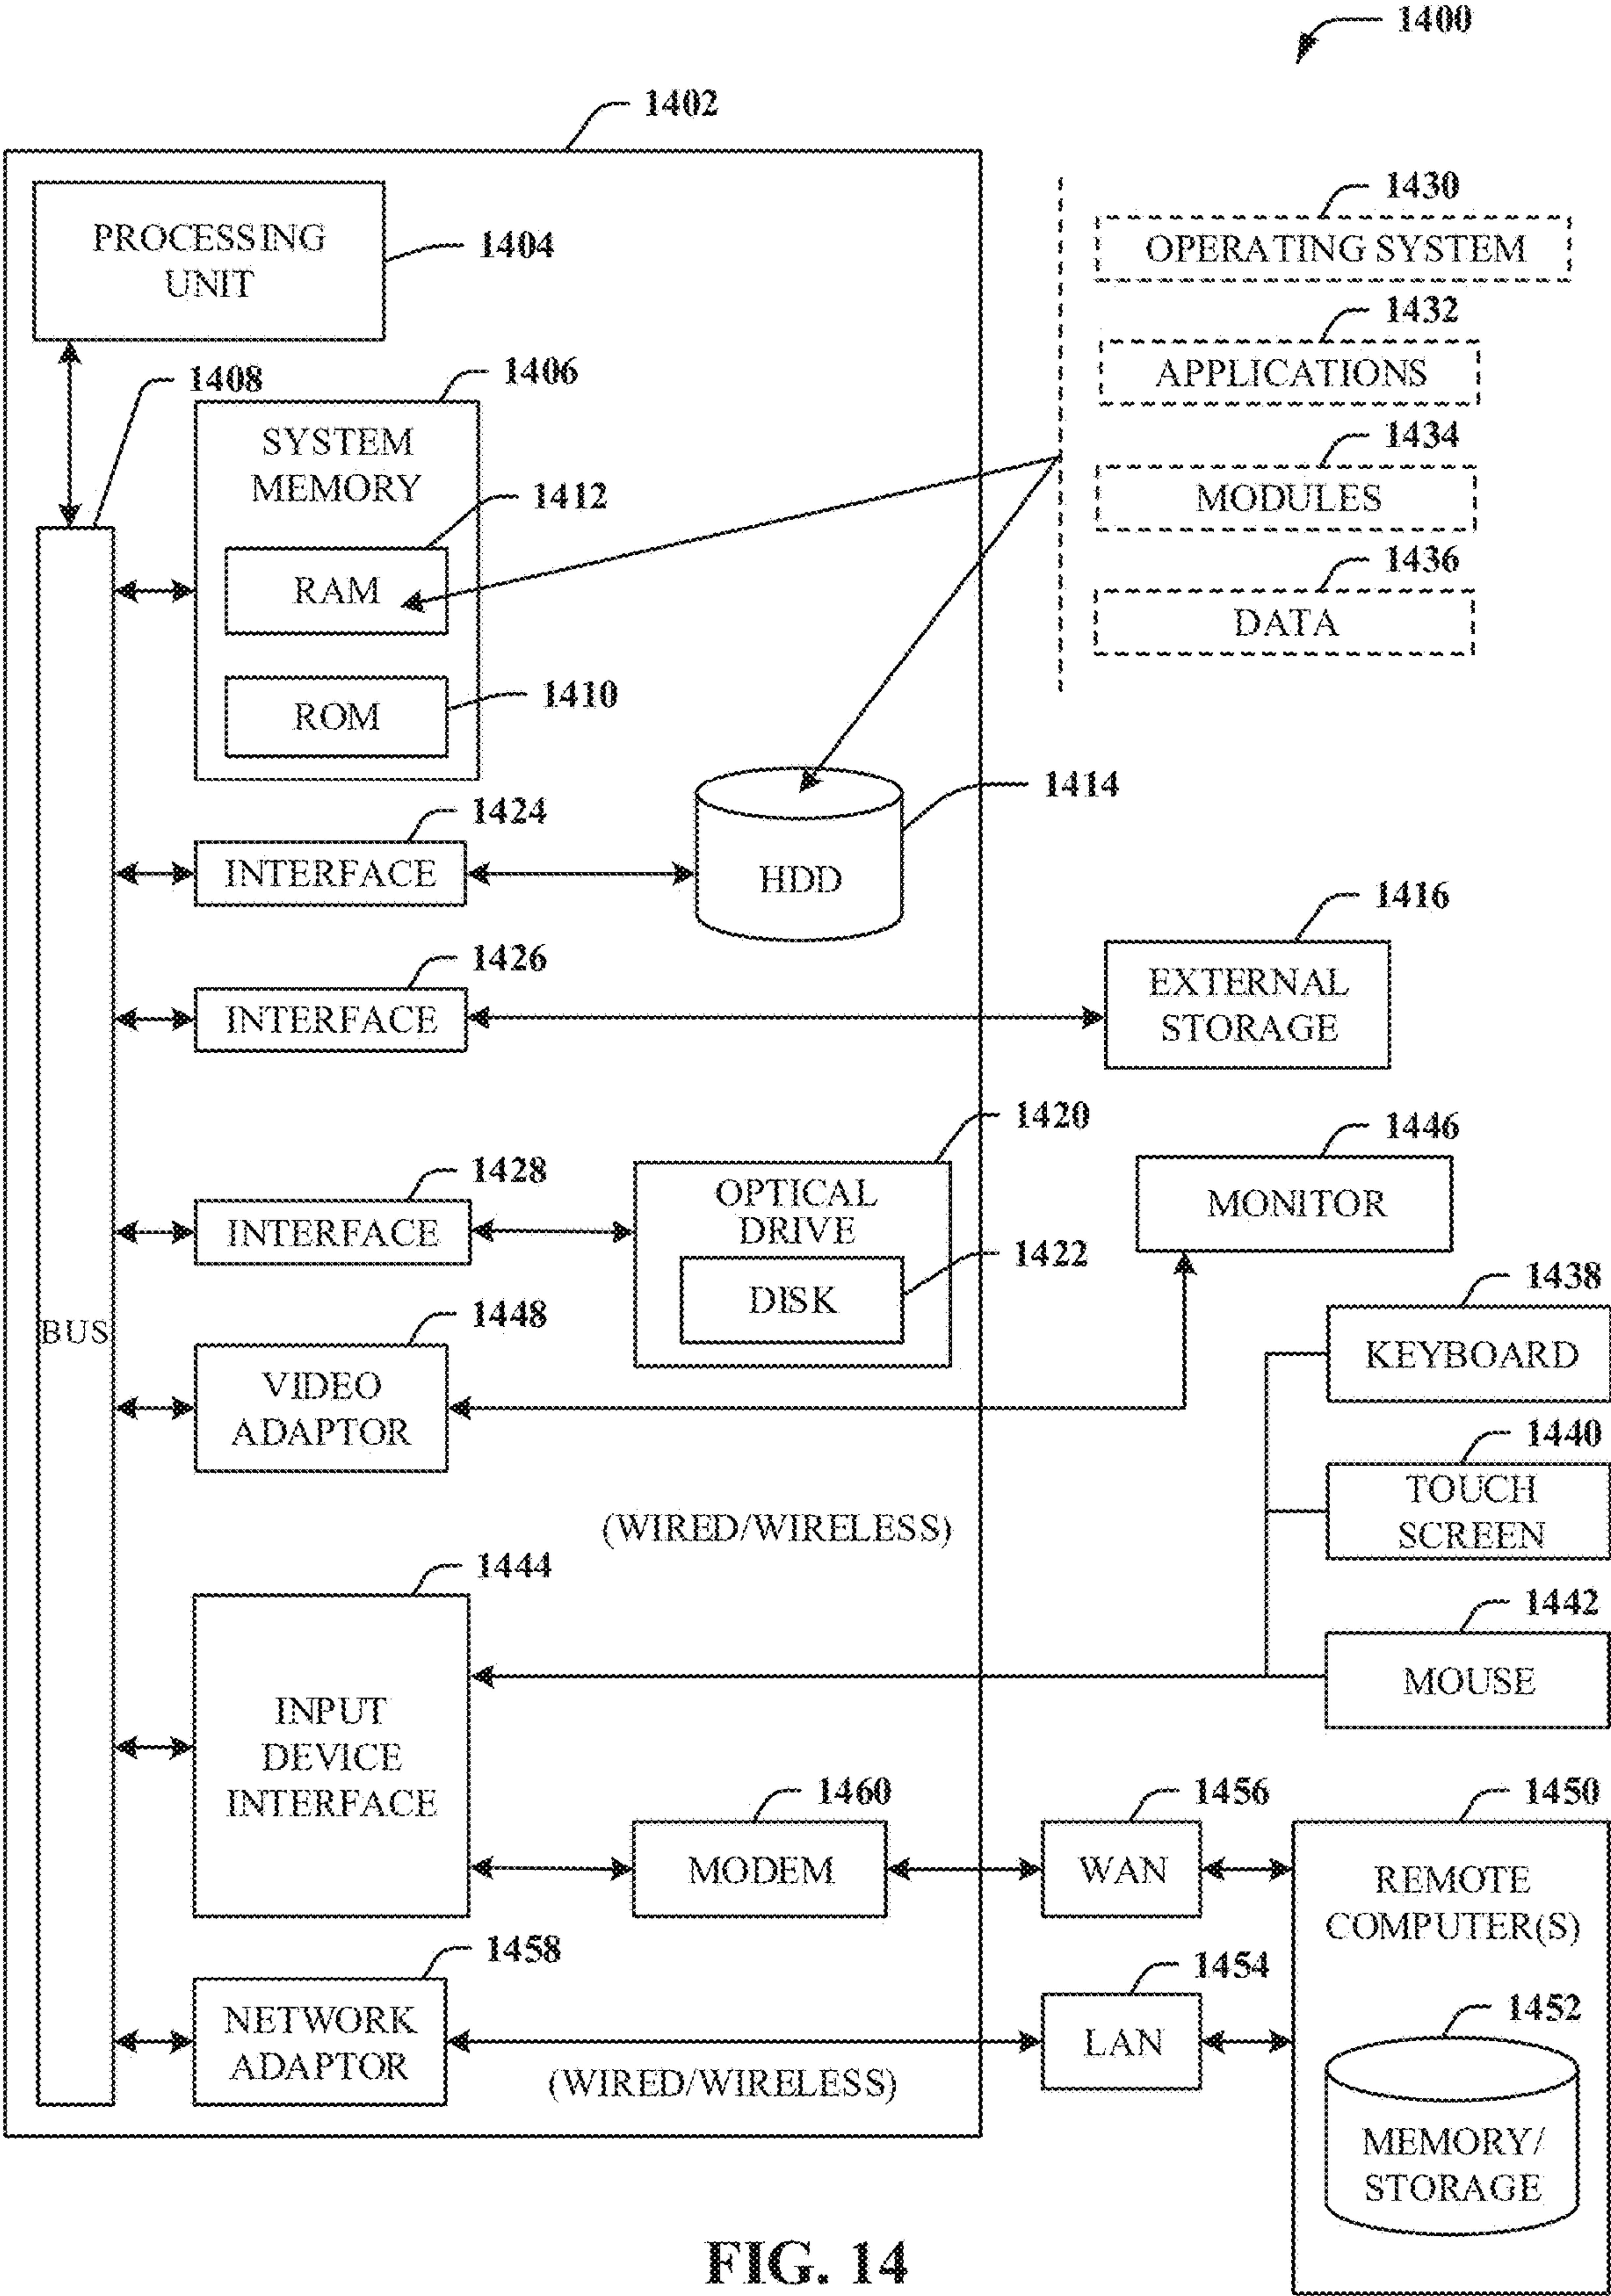 1400
1402
PROCESSING
UNIT
1404
1430
OPERATING SYSTEM
1432
APPLICATIONS
1434
MODULES
1436
DATA
1408
1406
SYSTEM
MEMORY
1412
RAM
1410
ROM
1424
INTERFACE
1414
HDD
1426
INTERFACE
1416
EXTERNAL
STORAGE
1428
INTERFACE
1420
OPTICAL
DRIVE
1422
DISK
1446
MONITOR
BUS
1448
VIDEO
ADAPTOR
1438
KEYBOARD
1440
TOUCH
SCREEN
(WIRED/WIRELESS)
1442
MOUSE
1444
INPUT
DEVICE
INTERFACE
1460
MODEM
1456
WAN
1450
REMOTE
COMPUTER(S)
1458
NETWORK
ADAPTOR
(WIRED/WIRELESS)
1454
LAN
1452
MEMORY/
STORAGE
FIG. 14